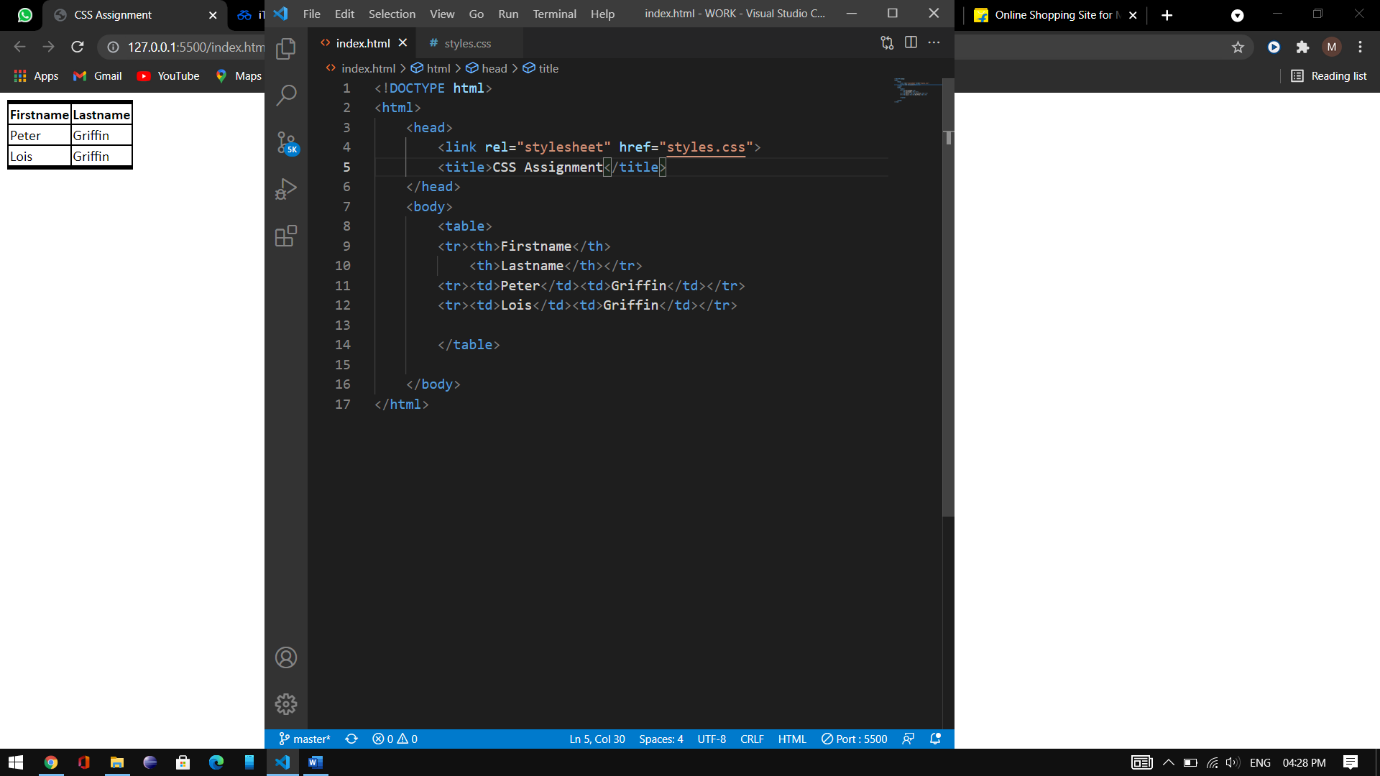 CSS Assignment
File Edit Selection View Go Run Terminal Help index.html - WORK - Visual Studio C...
Online Shopping Site for
127.0.0.1:5500/index.htm
Apps Gmail YouTube Maps
Reading list
Firstname Lastname
Peter Griffin
Lois Griffin
index.html
# styles.css
index.html > html > head > title
5K
1 <!DOCTYPE html>
2 <html>
3 <head>
4 <link rel="stylesheet" href="styles.css">
5 <title>CSS Assignment</title>
6 </head>
7 <body>
8 <table>
9 <tr><th>Firstname</th>
10 <th>Lastname</th></tr>
11 <tr><td>Peter</td><td>Griffin</td></tr>
12 <tr><td>Lois</td><td>Griffin</td></tr>
13
14 </table>
15
16 </body>
17 </html>
M
master* 0 0 Ln 5, Col 30 Spaces: 4 UTF-8 CRLF HTML Port : 5500
ENG 04:28 PM